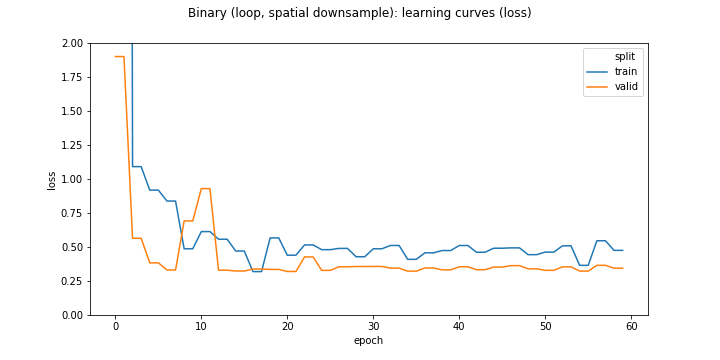 Binary (loop, spatial downsample): learning curves (loss)
2.00
1.75
1.50
1.25
1.00
0.75
0.50
0.25
0.00
loss
split
train
valid
0 10 20 30 40 50 60
epoch